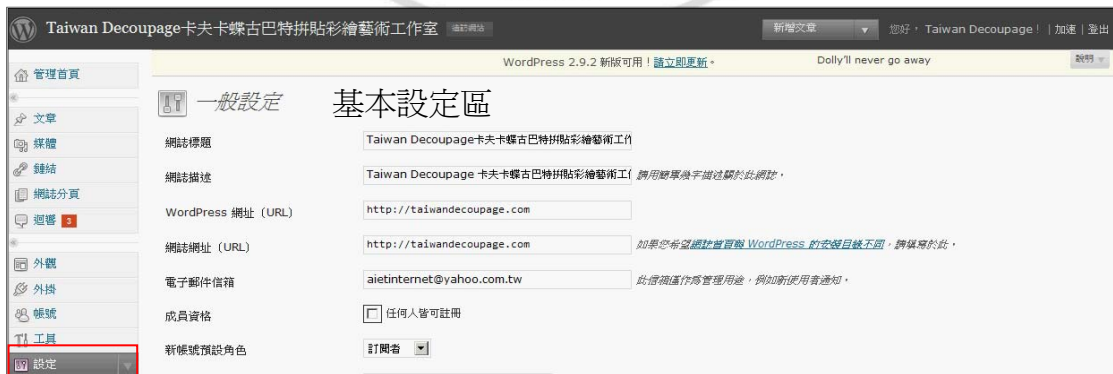 Taiwan Decoupage卡夫卡蝶古巴特拼貼彩繪藝術工作室 造訪網站
新增文章
您好，Taiwan Decoupage！｜加速｜登出
WordPress 2.9.2 新版可用！請立即更新。
Dolly'll never go away
說明
管理首頁
文章
媒體
鏈結
網誌分頁
迴響 3
外觀
外掛
帳號
工具
設定
一般設定 基本設定區
網誌標題 Taiwan Decoupage卡夫卡蝶古巴特拼貼彩繪藝術工作
網誌描述 Taiwan Decoupage 卡夫卡蝶古巴特拼貼彩繪藝術工作 請用簡單幾字描述關於此網誌。
WordPress 網址（URL） http://taiwandecoupage.com
網誌網址（URL） http://taiwandecoupage.com 如果您希望網誌首頁與 WordPress 的安裝目錄不同，請填寫於此。
電子郵件信箱 aietinternet@yahoo.com.tw 此信箱僅作為管理用途，例如新使用者通知。
成員資格 任何人皆可註冊
新帳號預設角色 訂閱者